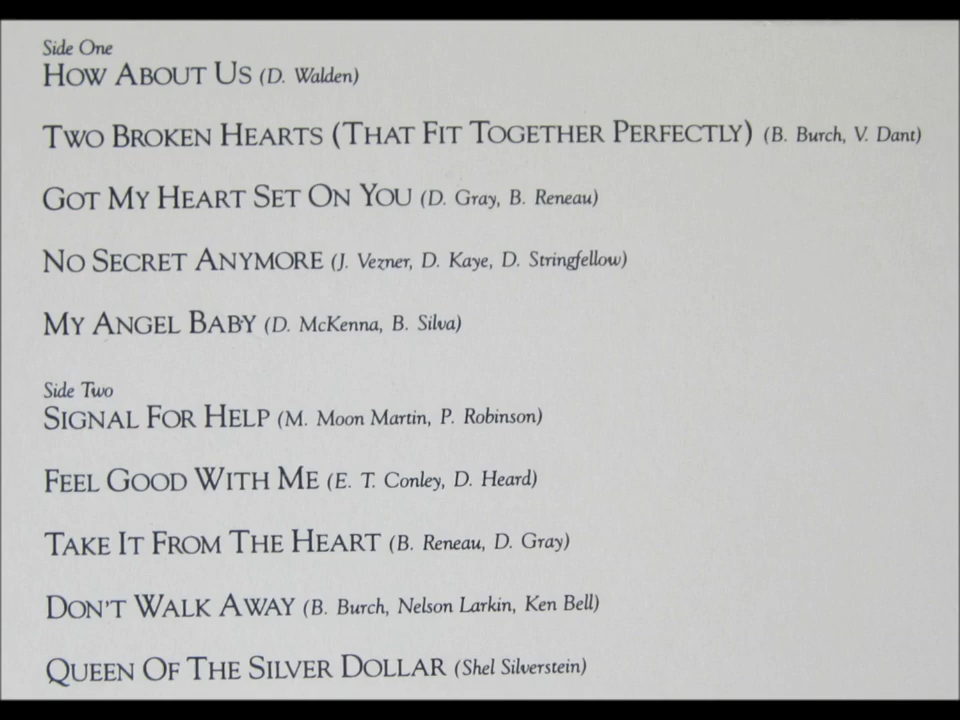 Side One
HOW ABOUT US (D. Walden)
TWO BROKEN HEARTS (THAT FIT TOGETHER PERFECTLY) (B. Burch, V. Dant)
GOT MY HEART SET ON YOU (D. Gray, B. Reneau)
NO SECRET ANYMORE (J. Vezner, D. Kaye, D. Stringfellow)
MY ANGEL BABY (D. McKenna, B. Silva)
Side Two
SIGNAL FOR HELP (M. Moon Martin, P. Robinson)
FEEL GOOD WITH ME (E. T. Conley, D. Heard)
TAKE IT FROM THE HEART (B. Reneau, D. Gray)
DON'T WALK AWAY (B. Burch, Nelson Larkin, Ken Bell)
QUEEN OF THE SILVER DOLLAR (Shel Silverstein)